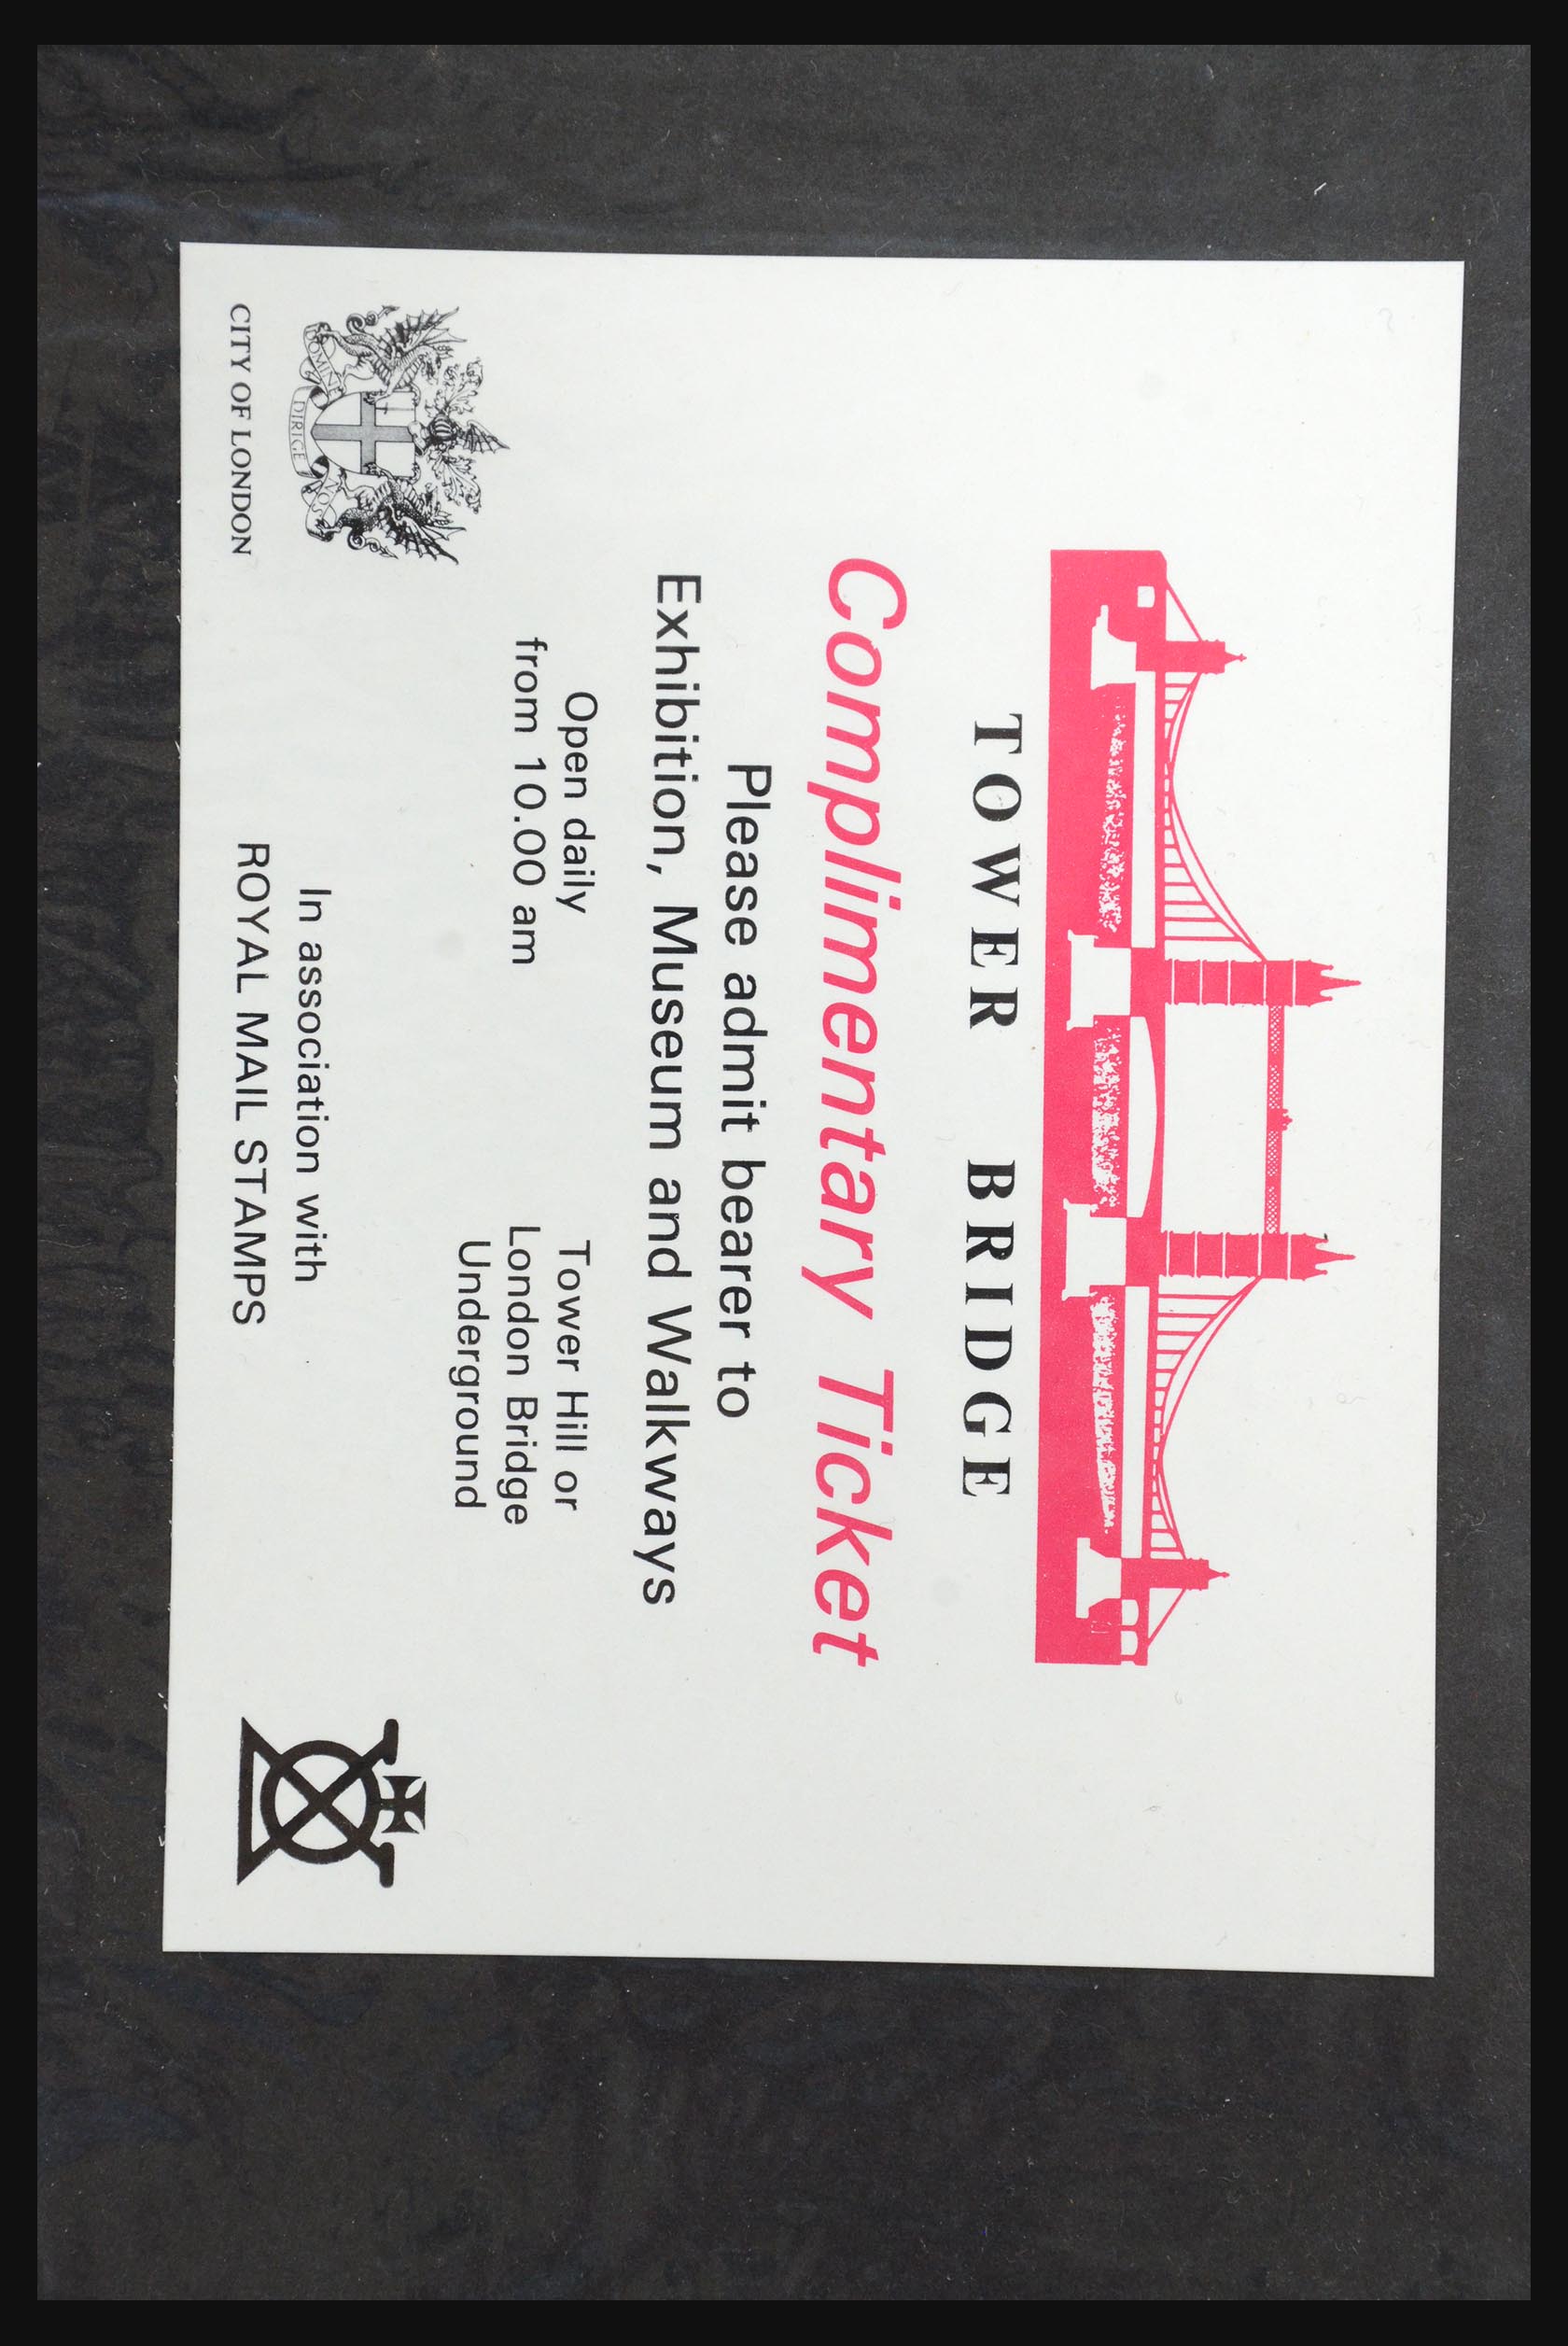 TOWER BRIDGE
Complimentary Ticket
Please admit bearer to
Exhibition, Museum and Walkways
Open daily
from 10.00 am
Tower Hill or
London Bridge
Underground
DOMINE DIRIGE NOS
CITY OF LONDON
In association with
ROYAL MAIL STAMPS